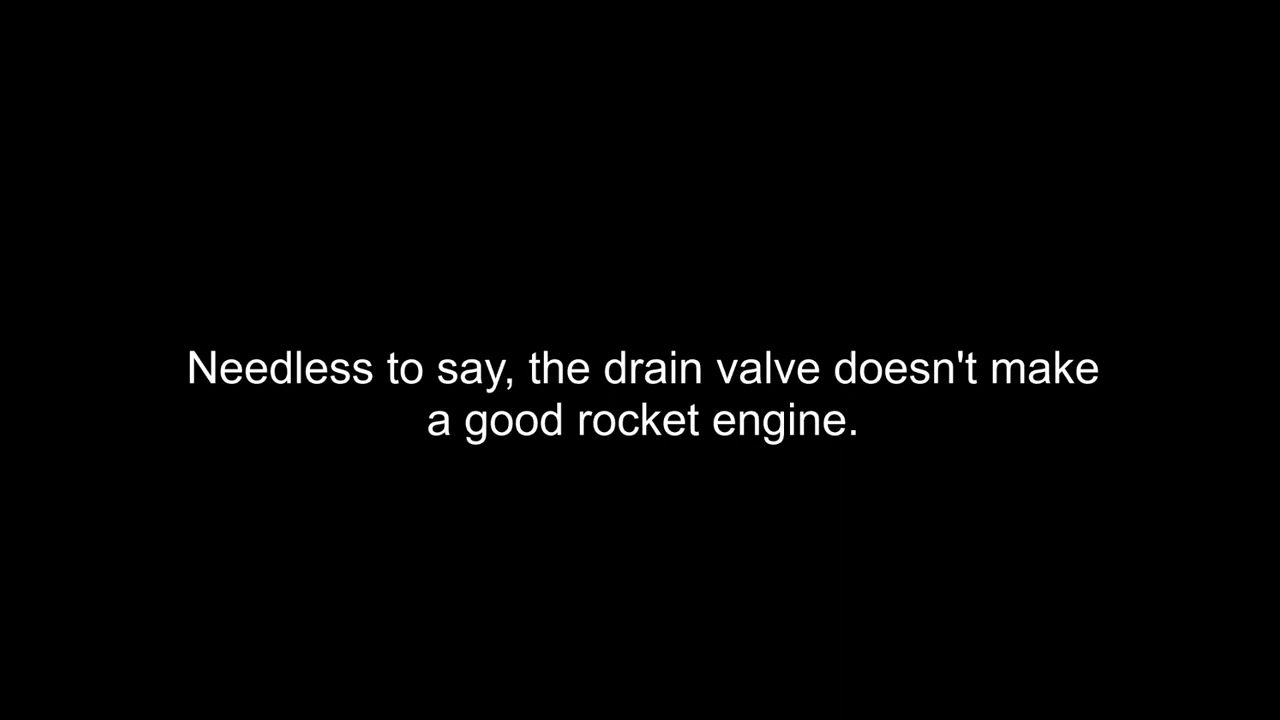 Needless to say, the drain valve doesn't make
a good rocket engine.